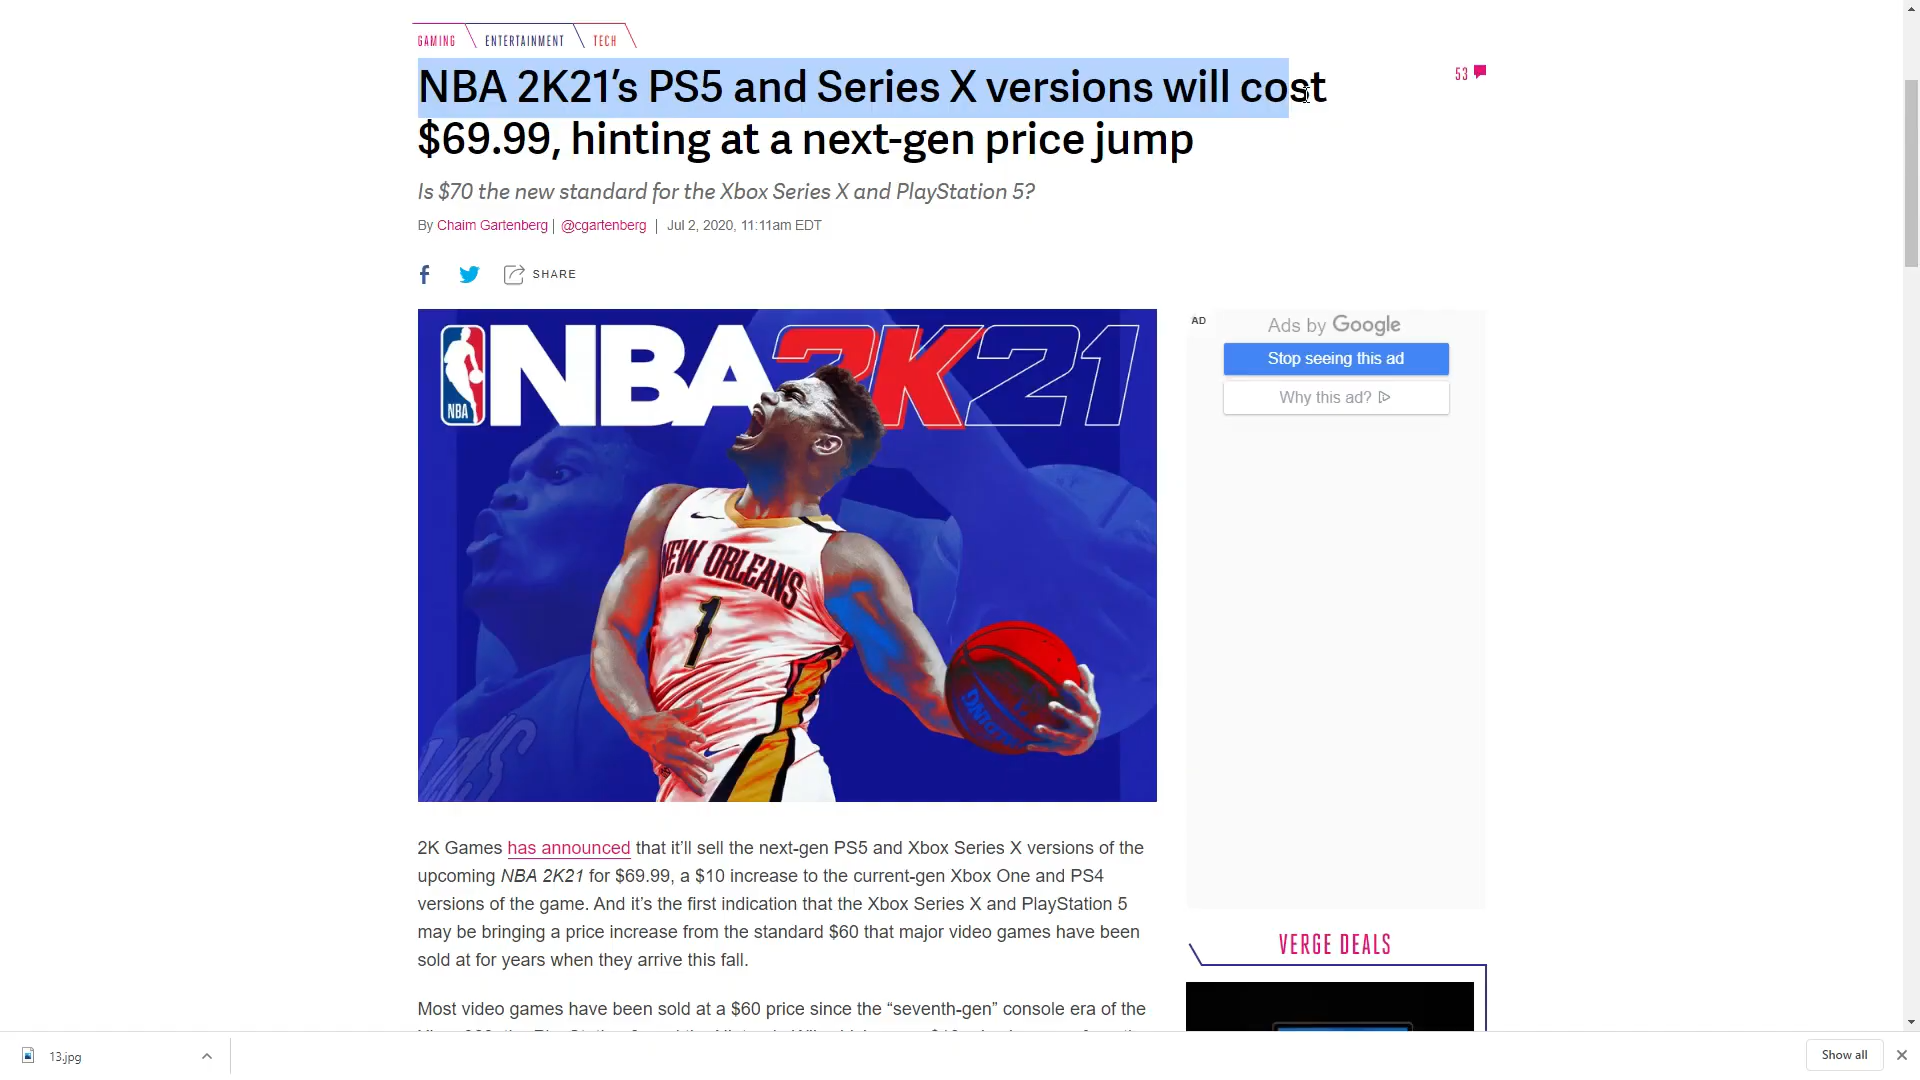 GAMING ENTERTAINMENT TECH
NBA 2K21’s PS5 and Series X versions will cost
$69.99, hinting at a next-gen price jump
53
Is $70 the new standard for the Xbox Series X and PlayStation 5?
By Chaim Gartenberg | @cgartenberg | Jul 2, 2020, 11:11am EDT
SHARE
NBA 2K21
NBA
NEW ORLEANS
1
AD
Ads by Google
Stop seeing this ad
Why this ad?
2K Games has announced that it’ll sell the next-gen PS5 and Xbox Series X versions of the
upcoming NBA 2K21 for $69.99, a $10 increase to the current-gen Xbox One and PS4
versions of the game. And it’s the first indication that the Xbox Series X and PlayStation 5
may be bringing a price increase from the standard $60 that major video games have been
sold at for years when they arrive this fall.
VERGE DEALS
Most video games have been sold at a $60 price since the “seventh-gen” console era of the
13.jpg
Show all